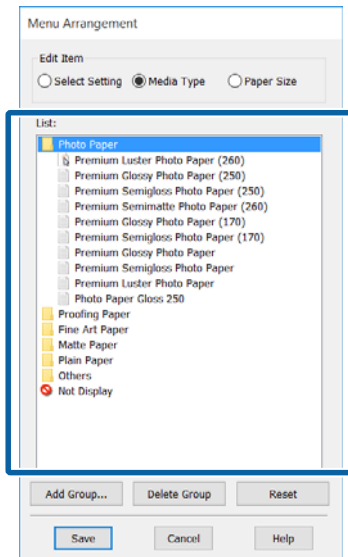 Menu Arrangement
Edit Item
Select Setting Media Type Paper Size
List:
Photo Paper
Premium Luster Photo Paper (260)
Premium Glossy Photo Paper (250)
Premium Semigloss Photo Paper (250)
Premium Semimatte Photo Paper (260)
Premium Glossy Photo Paper (170)
Premium Semigloss Photo Paper (170)
Premium Glossy Photo Paper
Premium Semigloss Photo Paper
Premium Luster Photo Paper
Photo Paper Gloss 250
Proofing Paper
Fine Art Paper
Matte Paper
Plain Paper
Others
Not Display
Add Group... Delete Group Reset
Save Cancel Help